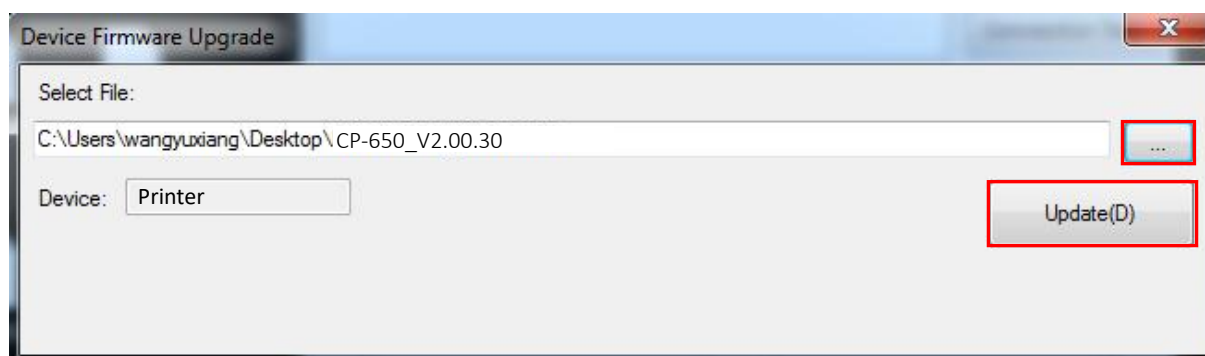 Device Firmware Upgrade
X
Select File:
C:\Users\wangyuxiang\Desktop\CP-650_V2.00.30
...
Device: Printer
Update(D)